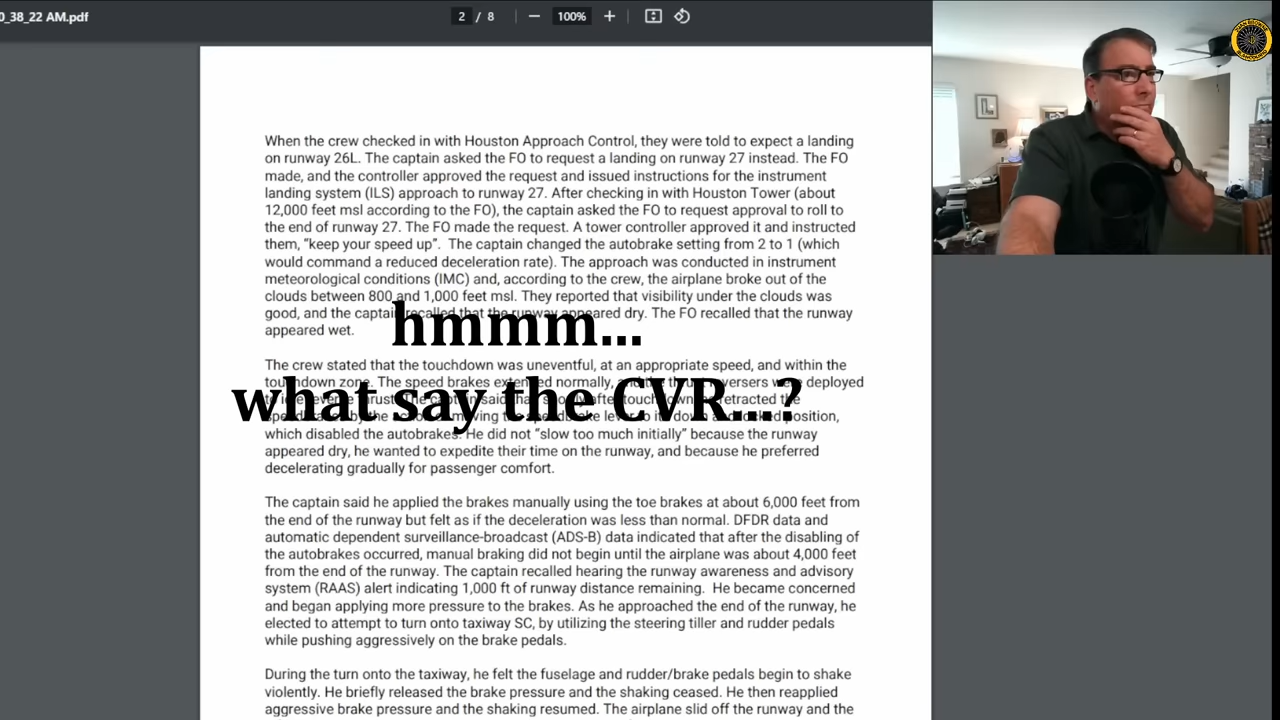 0_38_22 AM.pdf
2 / 8 100%
When the crew checked in with Houston Approach Control, they were told to expect a landing
on runway 26L. The captain asked the FO to request a landing on runway 27 instead. The FO
made, and the controller approved the request and issued instructions for the instrument
landing system (ILS) approach to runway 27. After checking in with Houston Tower (about
12,000 feet msl according to the FO), the captain asked the FO to request approval to roll to
the end of runway 27. The FO made the request. A tower controller approved it and instructed
them, “keep your speed up”. The captain changed the autobrake setting from 2 to 1 (which
would command a reduced deceleration rate). The approach was conducted in instrument
meteorological conditions (IMC) and, according to the crew, the airplane broke out of the
clouds between 800 and 1,000 feet msl. They reported that visibility under the clouds was
good, and the captain recalled that the runway appeared dry. The FO recalled that the runway
appeared wet.
hmmm...
The crew stated that the touchdown was uneventful, at an appropriate speed, and within the
touchdown zone. The speed brakes extended normally, and the thrust reversers were deployed
what say the CVR...?
which disabled the autobrakes. He did not “slow too much initially” because the runway
appeared dry, he wanted to expedite their time on the runway, and because he preferred
decelerating gradually for passenger comfort.
The captain said he applied the brakes manually using the toe brakes at about 6,000 feet from
the end of the runway but felt as if the deceleration was less than normal. DFDR data and
automatic dependent surveillance-broadcast (ADS-B) data indicated that after the disabling of
the autobrakes occurred, manual braking did not begin until the airplane was about 4,000 feet
from the end of the runway. The captain recalled hearing the runway awareness and advisory
system (RAAS) alert indicating 1,000 ft of runway distance remaining. He became concerned
and began applying more pressure to the brakes. As he approached the end of the runway, he
elected to attempt to turn onto taxiway SC, by utilizing the steering tiller and rudder pedals
while pushing aggressively on the brake pedals.
During the turn onto the taxiway, he felt the fuselage and rudder/brake pedals begin to shake
violently. He briefly released the brake pressure and the shaking ceased. He then reapplied
aggressive brake pressure and the shaking resumed. The airplane slid off the runway and the